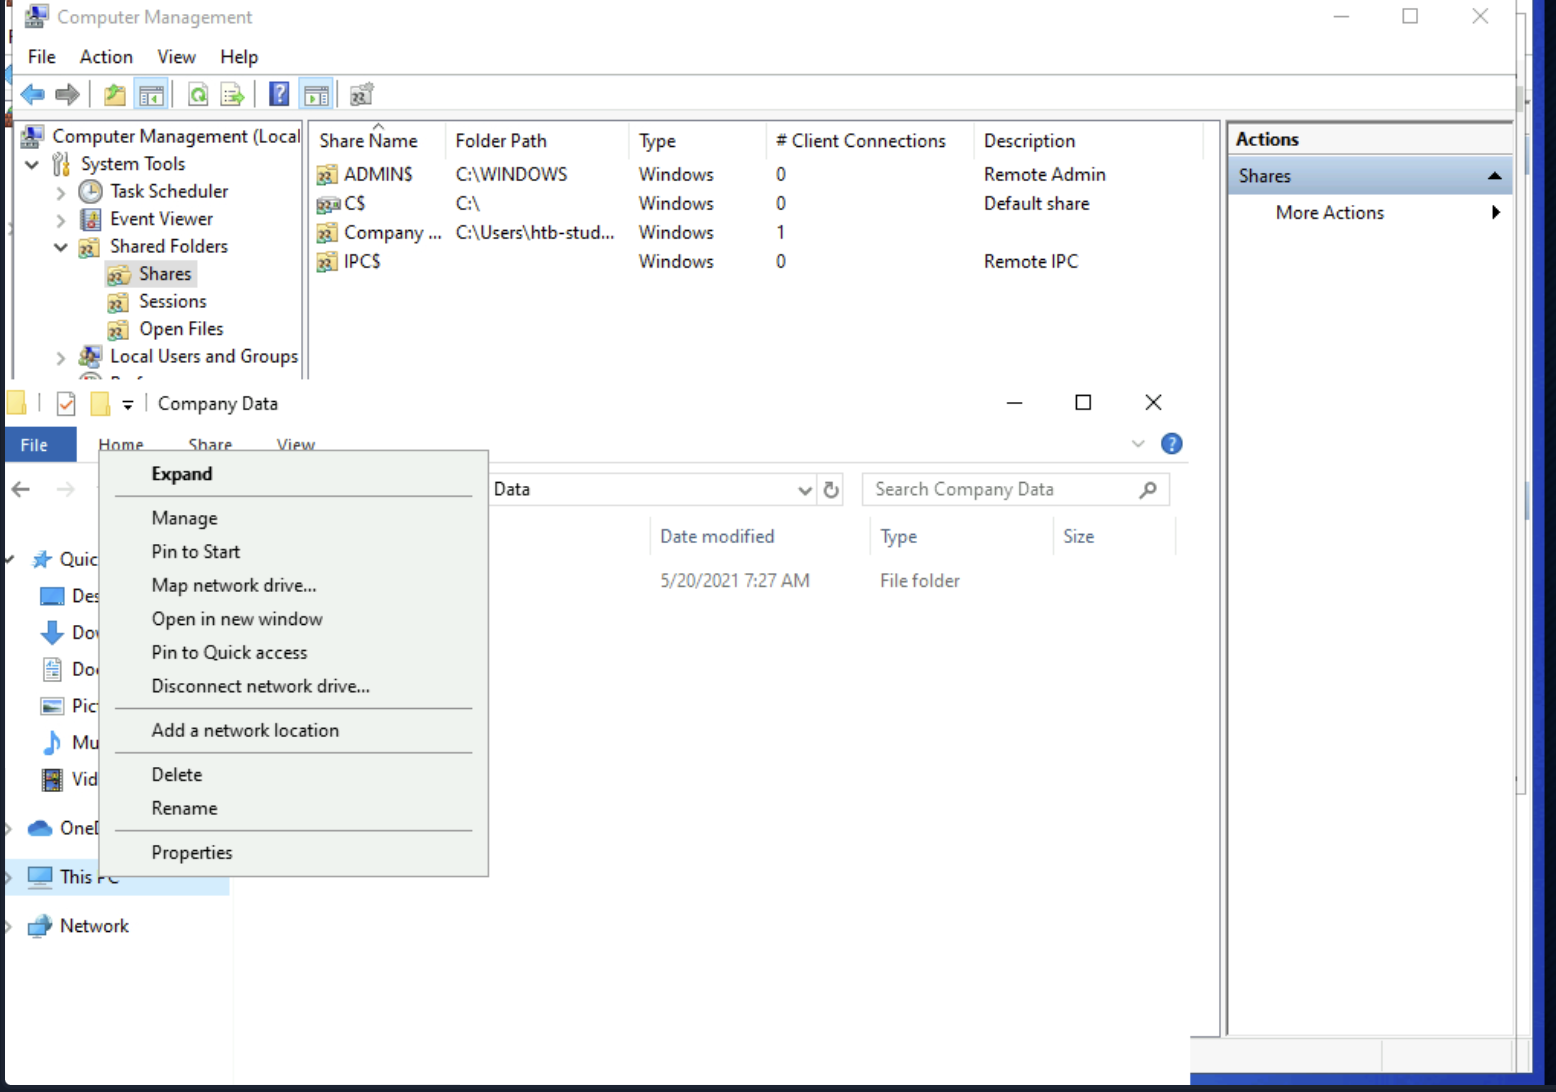 Computer Management
File Action View Help
Computer Management (Local
System Tools
Task Scheduler
Event Viewer
Shared Folders
Shares
Sessions
Open Files
Local Users and Groups
Share Name Folder Path Type # Client Connections Description
ADMIN$ C:\WINDOWS Windows 0 Remote Admin
C$ C:\ Windows 0 Default share
Company ... C:\Users\htb-stud... Windows 1
IPC$ Windows 0 Remote IPC
Actions
Shares
More Actions
Company Data
File Home Share View
Data
Search Company Data
Date modified Type Size
5/20/2021 7:27 AM File folder
Expand
Manage
Pin to Start
Map network drive...
Open in new window
Pin to Quick access
Disconnect network drive...
Add a network location
Delete
Rename
Properties
Quic
Des
Dov
Doc
Pic
Mu
Vid
OneD
This PC
Network